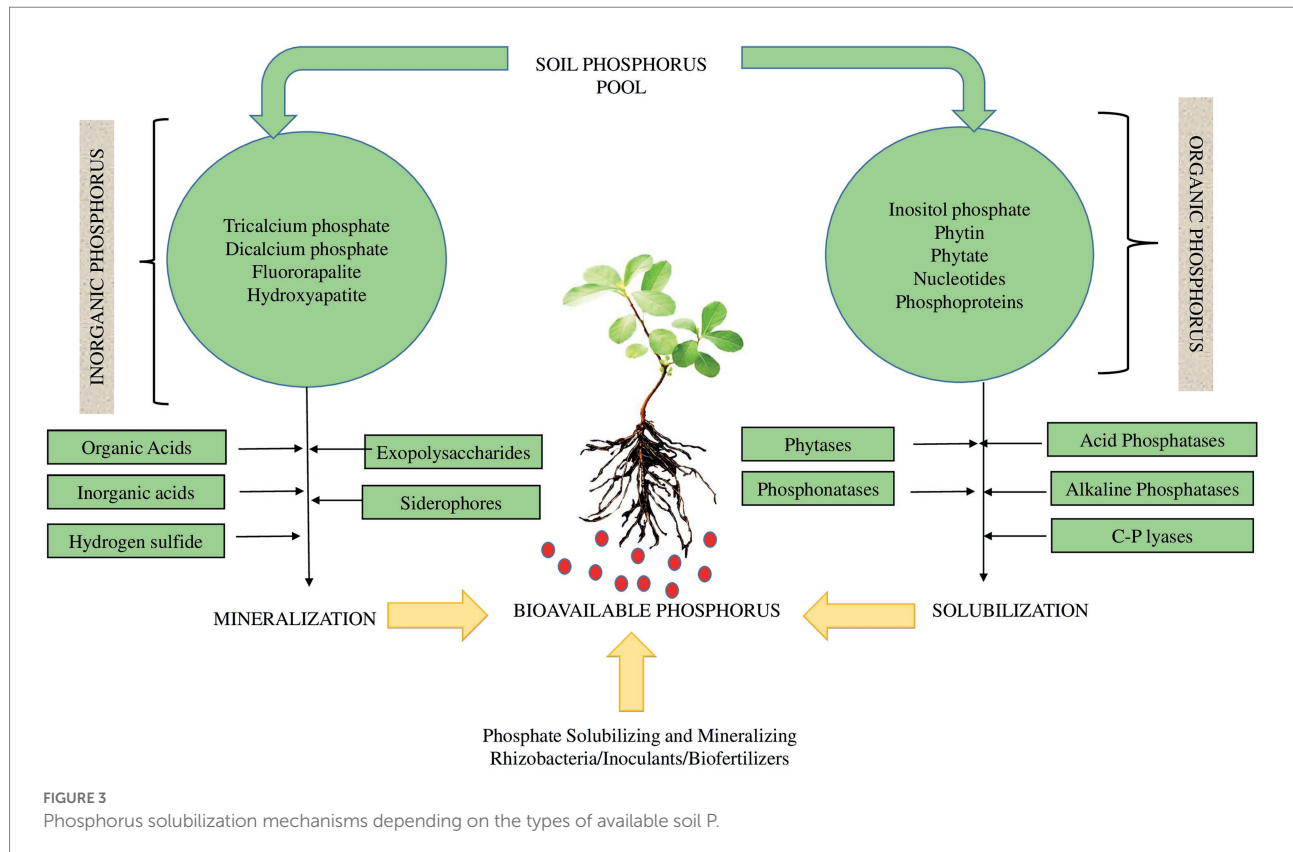 SOIL PHOSPHORUS
POOL
INORGANIC PHOSPHORUS
Tricalcium phosphate
Dicalcium phosphate
Fluororapalite
Hydroxyapatite
Inositol phosphate
Phytin
Phytate
Nucleotides
Phosphoproteins
ORGANIC PHOSPHORUS
Organic Acids
Exopolysaccharides
Inorganic acids
Siderophores
Hydrogen sulfide
Phytases
Acid Phosphatases
Phosphonatases
Alkaline Phosphatases
C-P lyases
MINERALIZATION
BIOAVAILABLE PHOSPHORUS
SOLUBILIZATION
Phosphate Solubilizing and Mineralizing
Rhizobacteria/Inoculants/Biofertilizers
FIGURE 3
Phosphorus solubilization mechanisms depending on the types of available soil P.